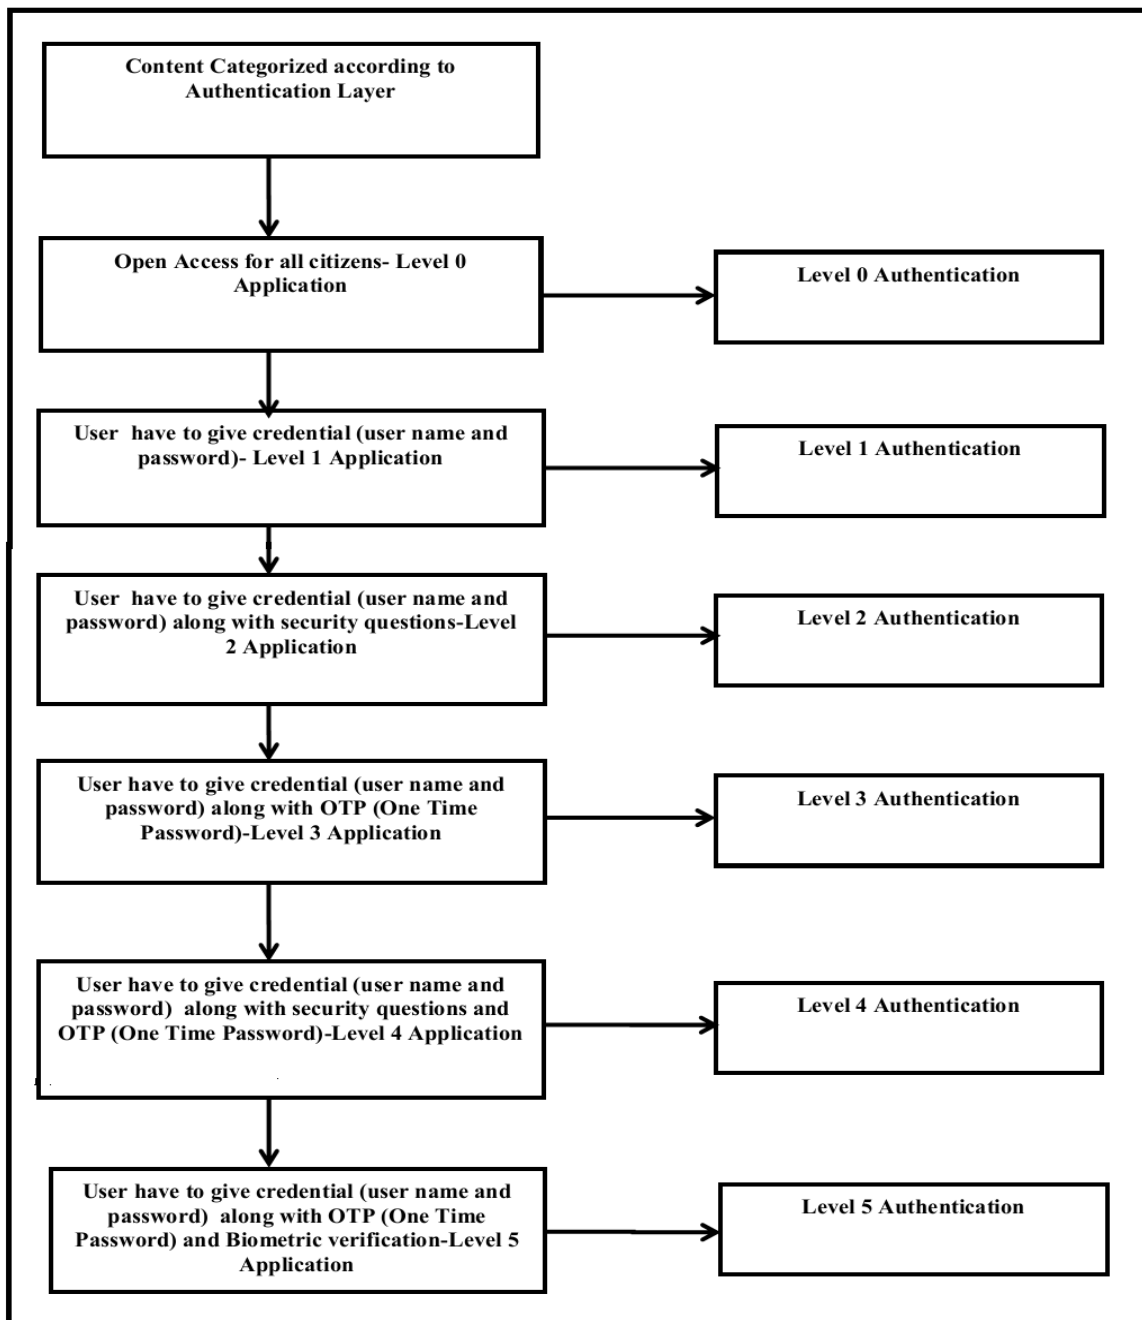 Content Categorized according to
Authentication Layer
Open Access for all citizens- Level 0
Application
Level 0 Authentication
User have to give credential (user name and
password)- Level 1 Application
Level 1 Authentication
User have to give credential (user name and
password) along with security questions-Level
2 Application
Level 2 Authentication
User have to give credential (user name and
password) along with OTP (One Time
Password)-Level 3 Application
Level 3 Authentication
User have to give credential (user name and
password) along with security questions and
OTP (One Time Password)-Level 4 Application
Level 4 Authentication
User have to give credential (user name and
password) along with OTP (One Time
Password) and Biometric verification-Level 5
Application
Level 5 Authentication